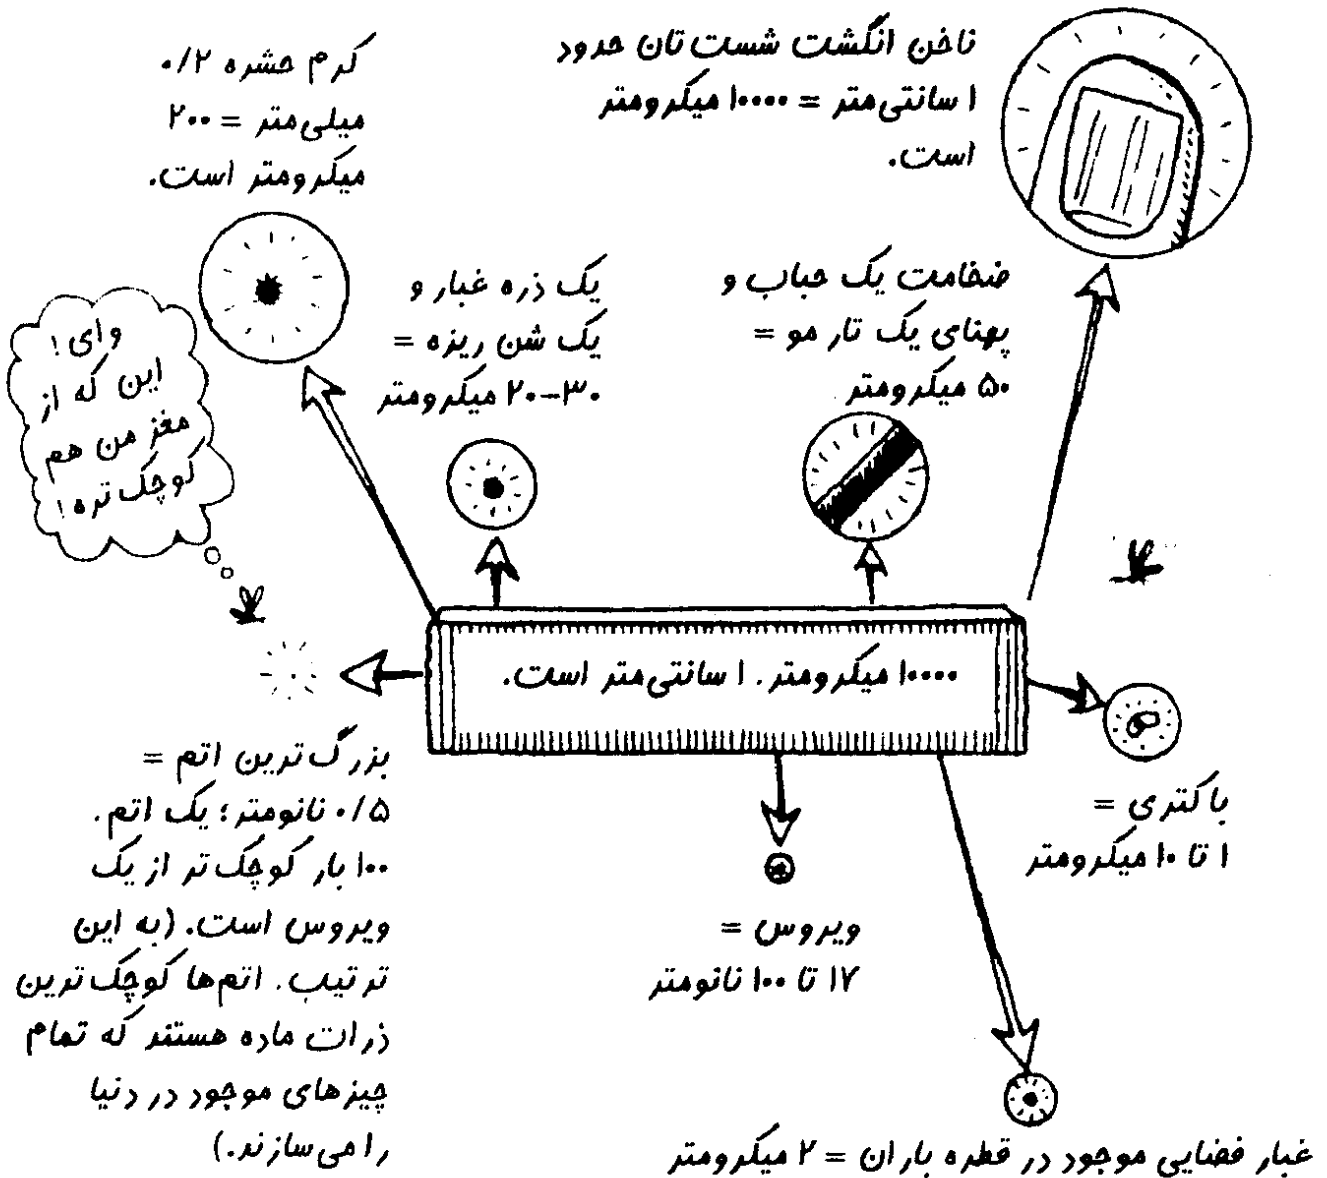 ناخن انگشت شست تان حدود
۱ سانتی‌متر = ۱۰۰۰۰ میکرومتر
است.
کرم حشره ۰/۲
میلی‌متر = ۲۰۰
میکرومتر است.
ضخامت یک حباب و
پهنای یک تار مو =
۵۰ میکرومتر
یک ذره غبار و
یک شن ریزه =
۲۰-۳۰ میکرومتر
وای!
این که از
مغز من هم
کوچک‌تره!
۱۰۰۰۰ میکرومتر. ۱ سانتی‌متر است.
باکتری =
۱ تا ۱۰ میکرومتر
ویروس =
۱۷ تا ۱۰۰ نانومتر
بزرگ‌ترین اتم =
۰/۵ نانومتر؛ یک اتم.
۱۰۰ بار کوچک‌تر از یک
ویروس است. (به این
ترتیب. اتم‌ها کوچک‌ترین
ذرات ماده هستند که تمام
چیزهای موجود در دنیا
را می‌سازند.)
غبار فضایی موجود در قطره باران = ۲ میکرومتر